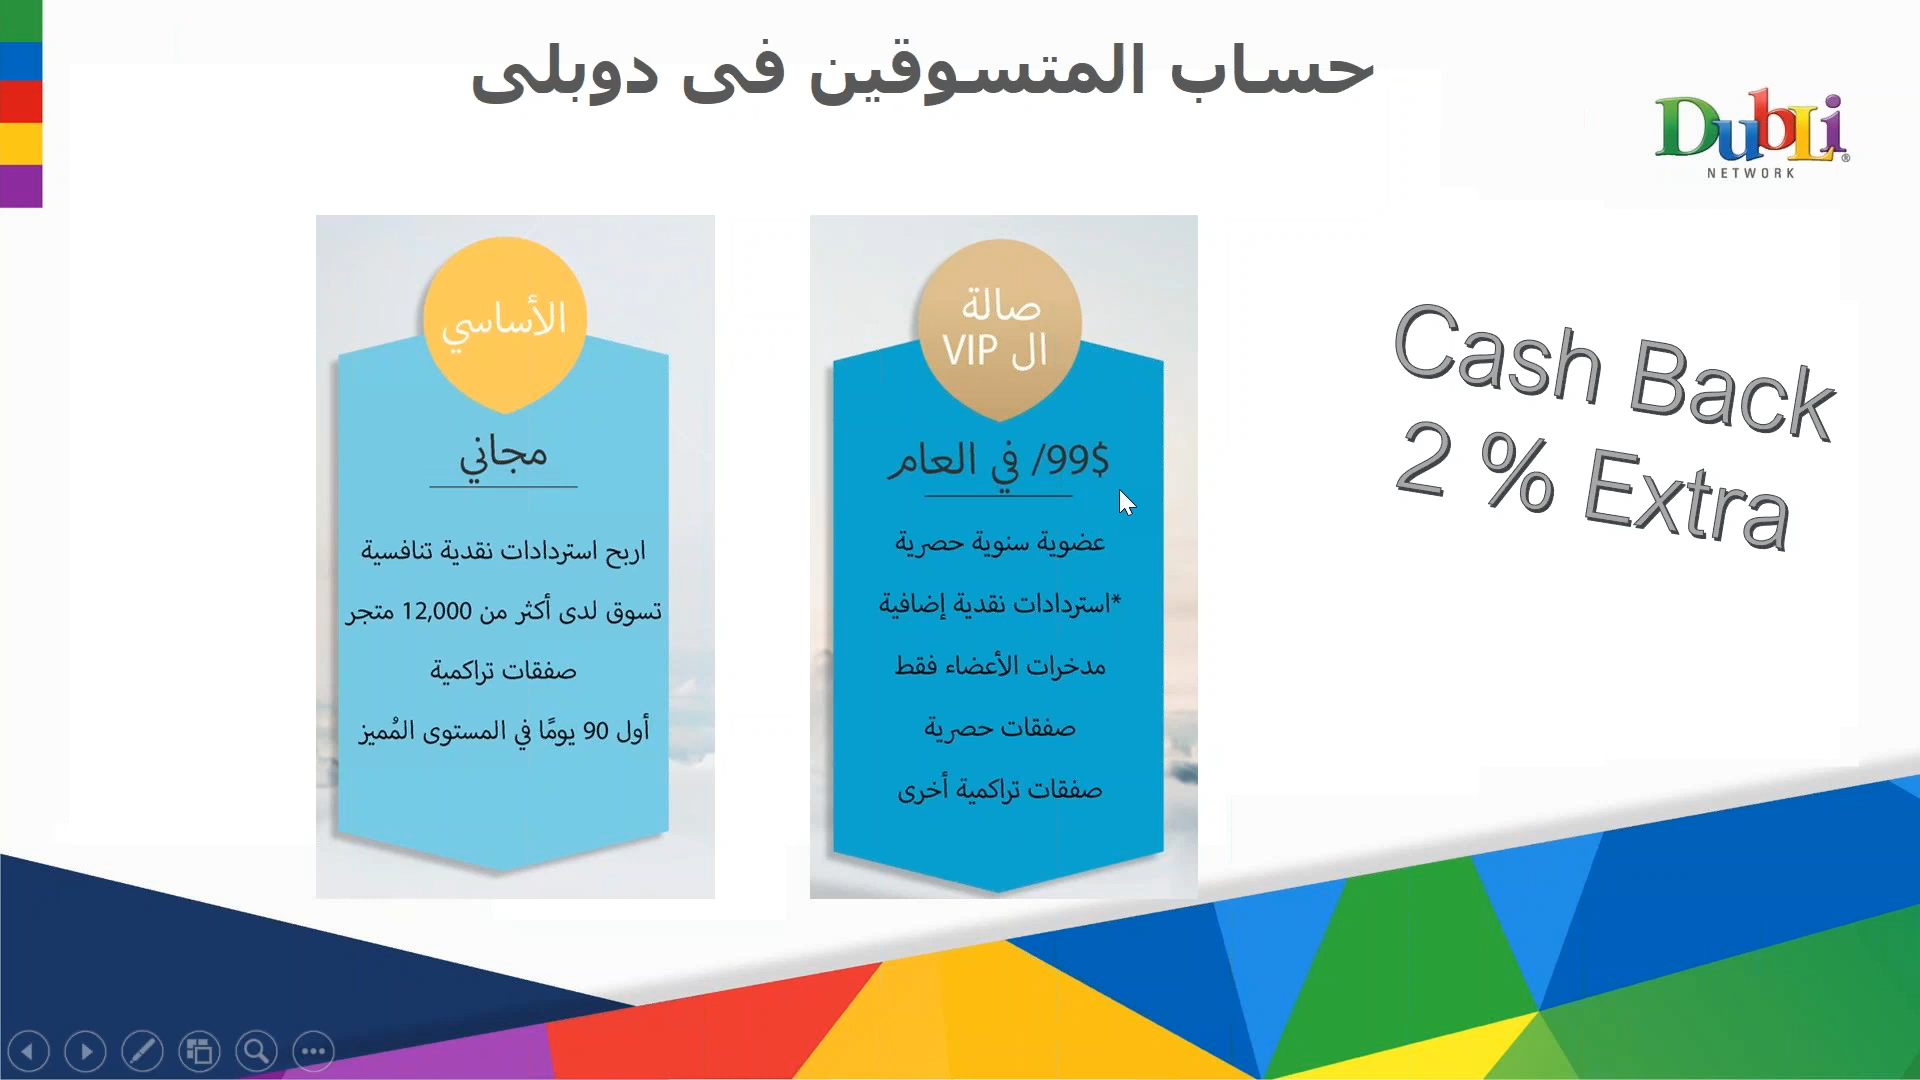 حساب المتسوقين فى دوبلى
DubLi®
NETWORK
الأساسي
مجاني
اربح استردادات نقدية تنافسية
تسوق لدى أكثر من 12,000 متجر
صفقات تراكمية
أول 90 يومًا في المستوى المُميز
صالة
ال VIP
$99/ في العام
عضوية سنوية حصرية
*استردادات نقدية إضافية
مدخرات الأعضاء فقط
صفقات حصرية
صفقات تراكمية أخرى
Cash Back
2 % Extra